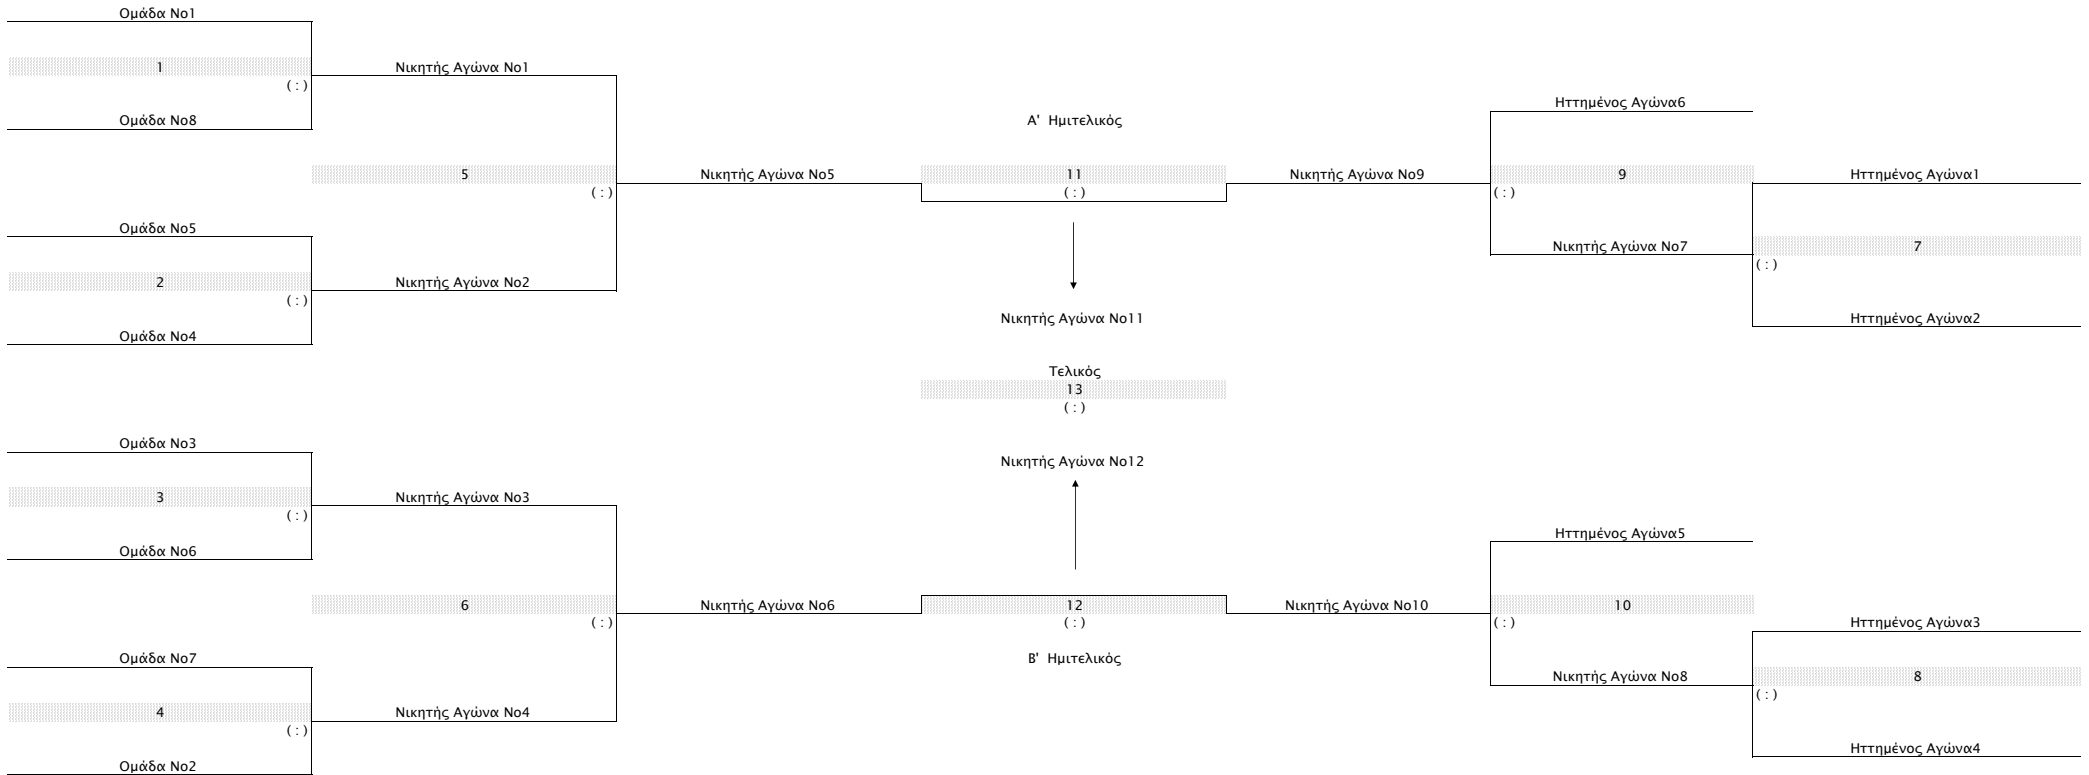 Ομάδα Νο1
1
Νικητής Αγώνα Νο1
( : )
Ηττημένος Αγώνα6
Ομάδα Νο8
Α' Ημιτελικός
5
Νικητής Αγώνα Νο5
11
Νικητής Αγώνα Νο9
9
Ηττημένος Αγώνα1
( : )
( : )
( : )
Ομάδα Νο5
Νικητής Αγώνα Νο7
7
( : )
2
Νικητής Αγώνα Νο2
( : )
Νικητής Αγώνα Νο11
Ηττημένος Αγώνα2
Ομάδα Νο4
Τελικός
13
( : )
Ομάδα Νο3
Νικητής Αγώνα Νο12
3
Νικητής Αγώνα Νο3
( : )
Ηττημένος Αγώνα5
Ομάδα Νο6
6
Νικητής Αγώνα Νο6
12
Νικητής Αγώνα Νο10
10
( : )
( : )
( : )
Ηττημένος Αγώνα3
Ομάδα Νο7
Β' Ημιτελικός
Νικητής Αγώνα Νο8
8
( : )
4
Νικητής Αγώνα Νο4
( : )
Ηττημένος Αγώνα4
Ομάδα Νο2